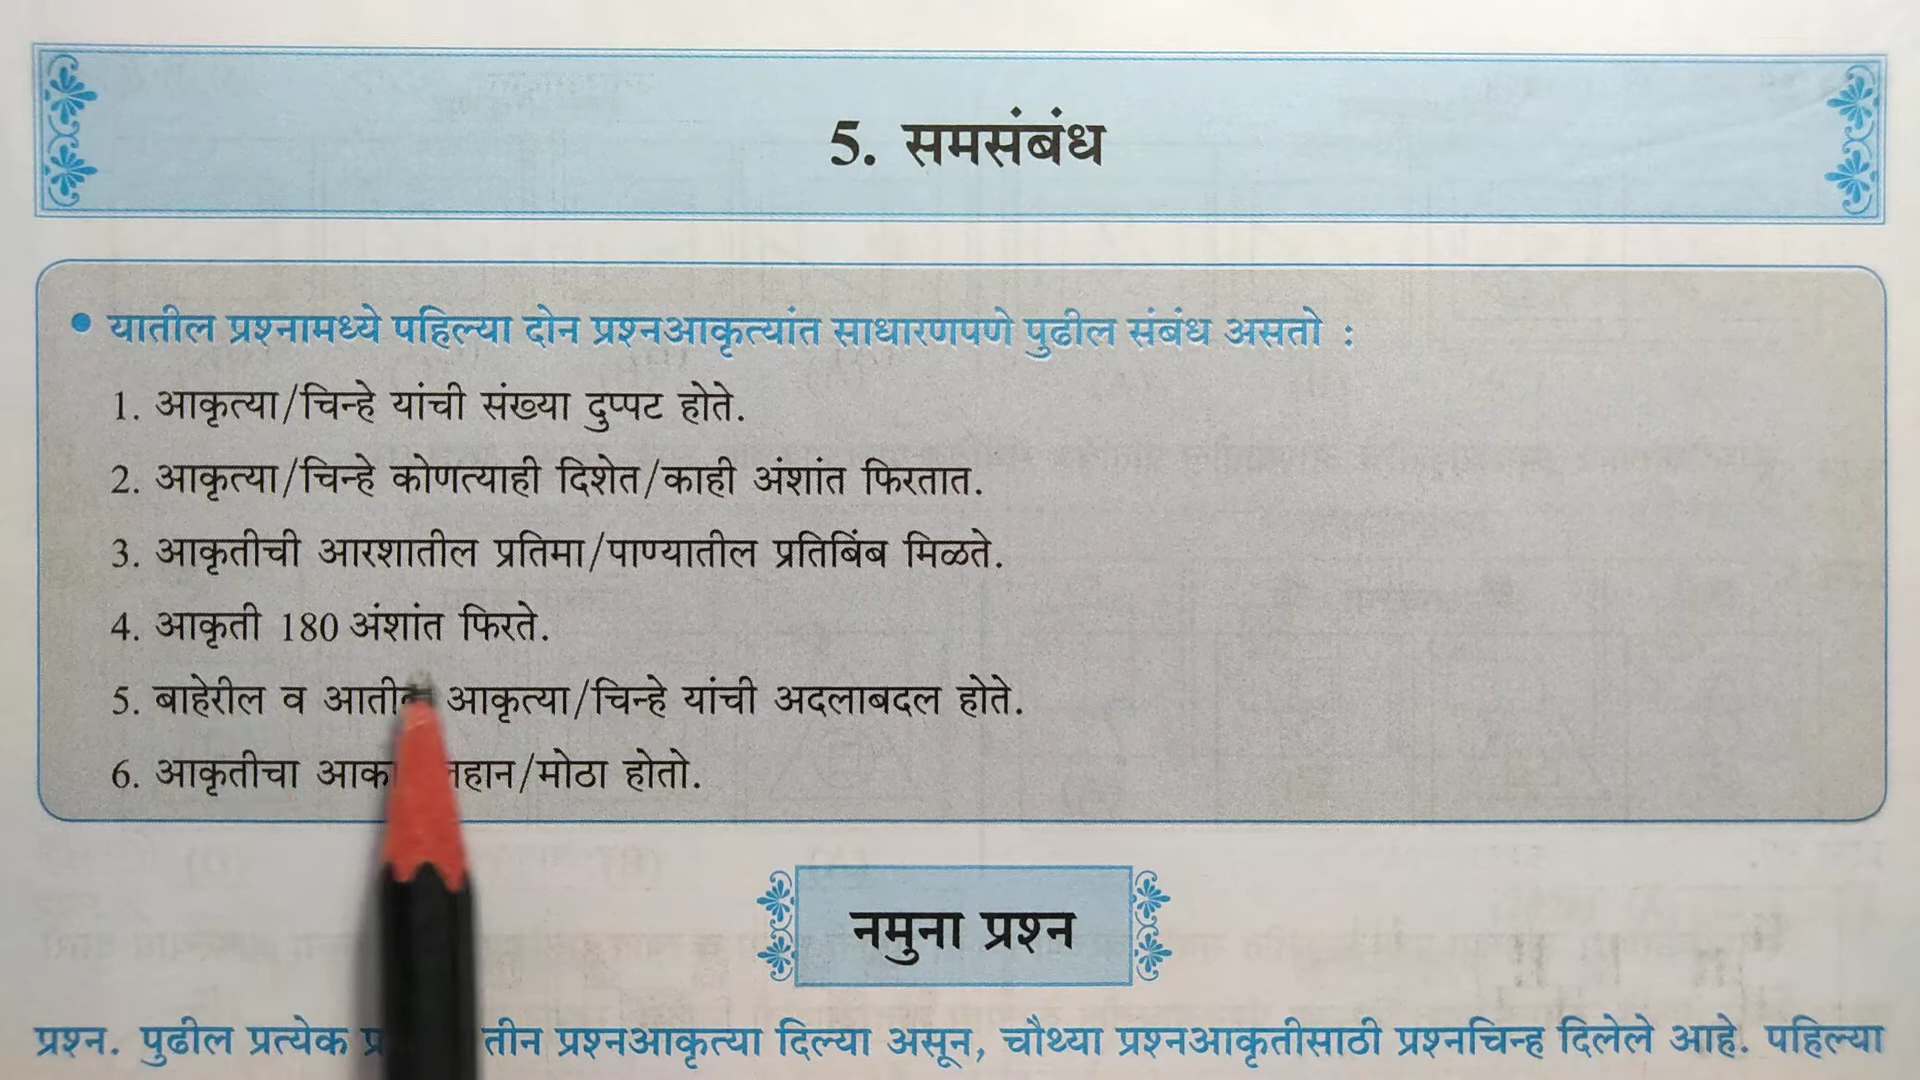 5. समसंबंध
• यातील प्रश्नामध्ये पहिल्या दोन प्रश्नआकृत्यांत साधारणपणे पुढील संबंध असतो :
1. आकृत्या/चिन्हे यांची संख्या दुप्पट होते.
2. आकृत्या/चिन्हे कोणत्याही दिशेत/काही अंशांत फिरतात.
3. आकृतीची आरशातील प्रतिमा/पाण्यातील प्रतिबिंब मिळते.
4. आकृती 180 अंशांत फिरते.
5. बाहेरील व आकृत्या/चिन्हे यांची अदलाबदल होते.
6. आकृतीचा लहान/मोठा होतो.
नमुना प्रश्न
प्रश्न. पुढील प्रत्येक तीन प्रश्नआकृत्या दिल्या असून, चौथ्या प्रश्नआकृतीसाठी प्रश्नचिन्ह दिलेले आहे. पहिल्या